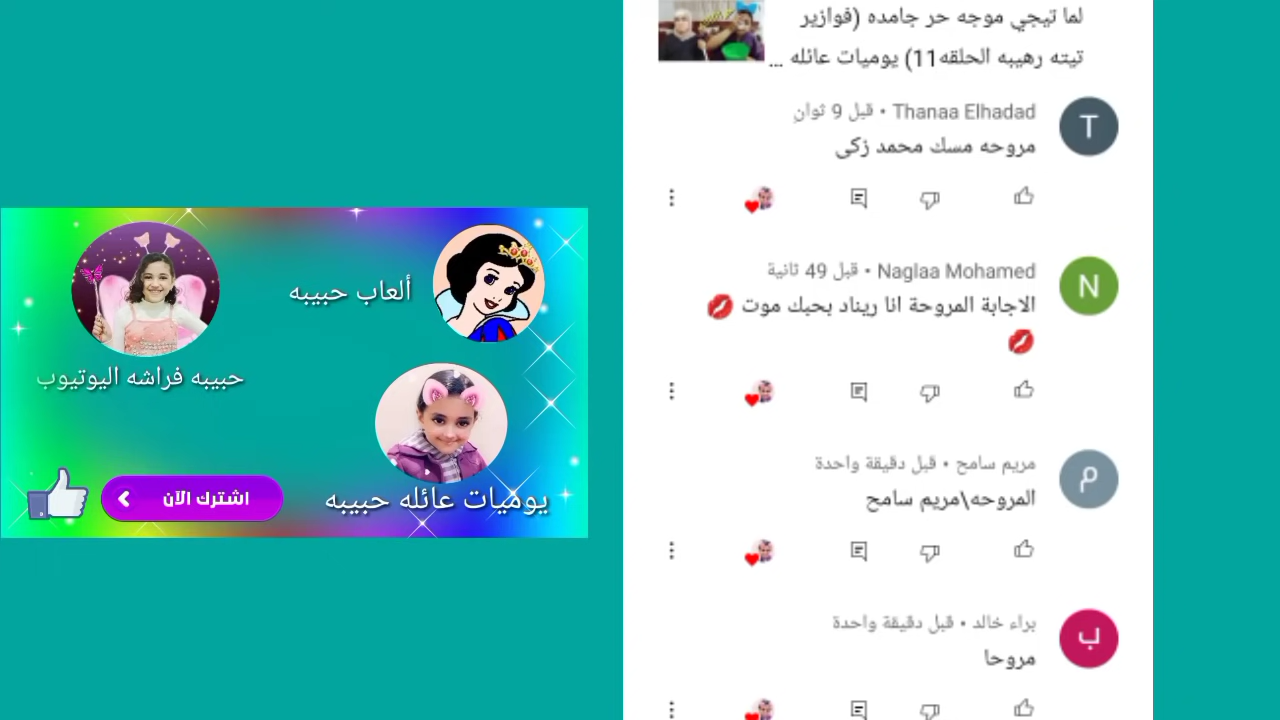 ألعاب حبيبه
حبيبه فراشه اليوتيوب
يوميات عائله حبيبه
اشترك الآن
لما تيجي موجه حر جامده (فوازير
تيته رهيبه الحلقه11) يوميات عائله ...
T
Thanaa Elhadad • قبل 9 ثوانٍ
مروحه مسك محمد زكى
N
Naglaa Mohamed • قبل 49 ثانية
الاجابة المروحة انا ريناد بحبك موت 💋
💋
م
مريم سامح • قبل دقيقة واحدة
المروحه\مريم سامح
ب
براء خالد • قبل دقيقة واحدة
مروحا